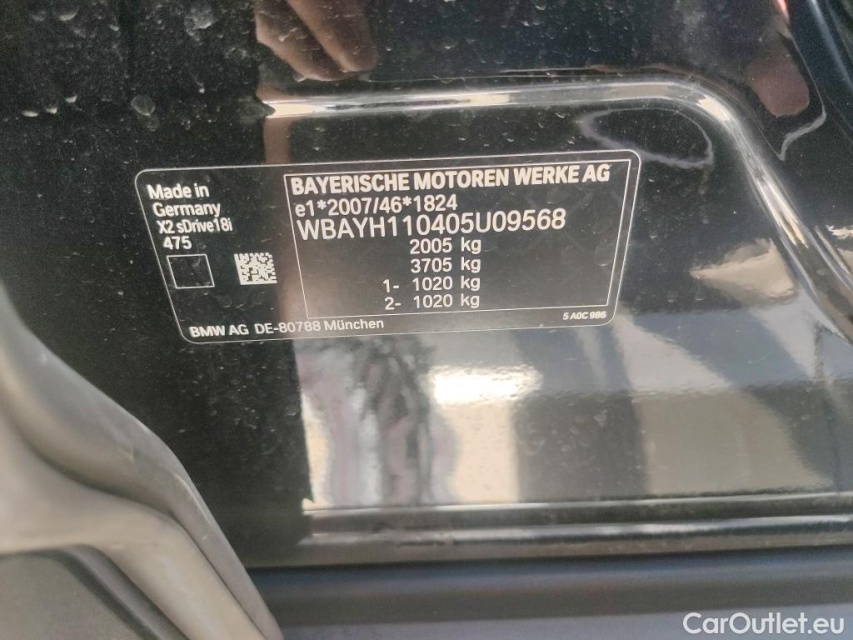 Made in
Germany
X2 sDrive18i
475
BAYERISCHE MOTOREN WERKE AG
e1*2007/46*1824
WBAYH110405U09568
2005 kg
3705 kg
1- 1020 kg
2- 1020 kg
BMW AG DE-80788 München
5 A0C 986
CarOutlet.eu